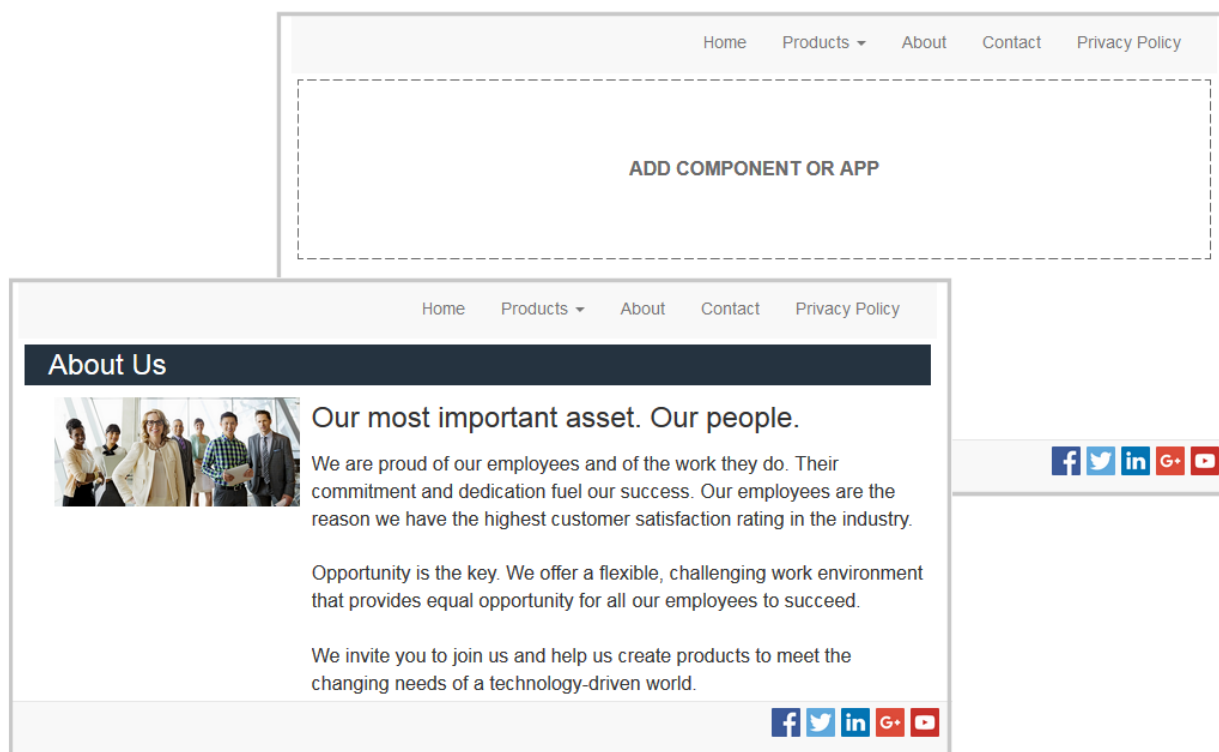 Home Products About Contact Privacy Policy
ADD COMPONENT OR APP
Home Products About Contact Privacy Policy
About Us
Our most important asset. Our people.
We are proud of our employees and of the work they do. Their
commitment and dedication fuel our success. Our employees are the
reason we have the highest customer satisfaction rating in the industry.
Opportunity is the key. We offer a flexible, challenging work environment
that provides equal opportunity for all our employees to succeed.
We invite you to join us and help us create products to meet the
changing needs of a technology-driven world.
f in G+
f in G+